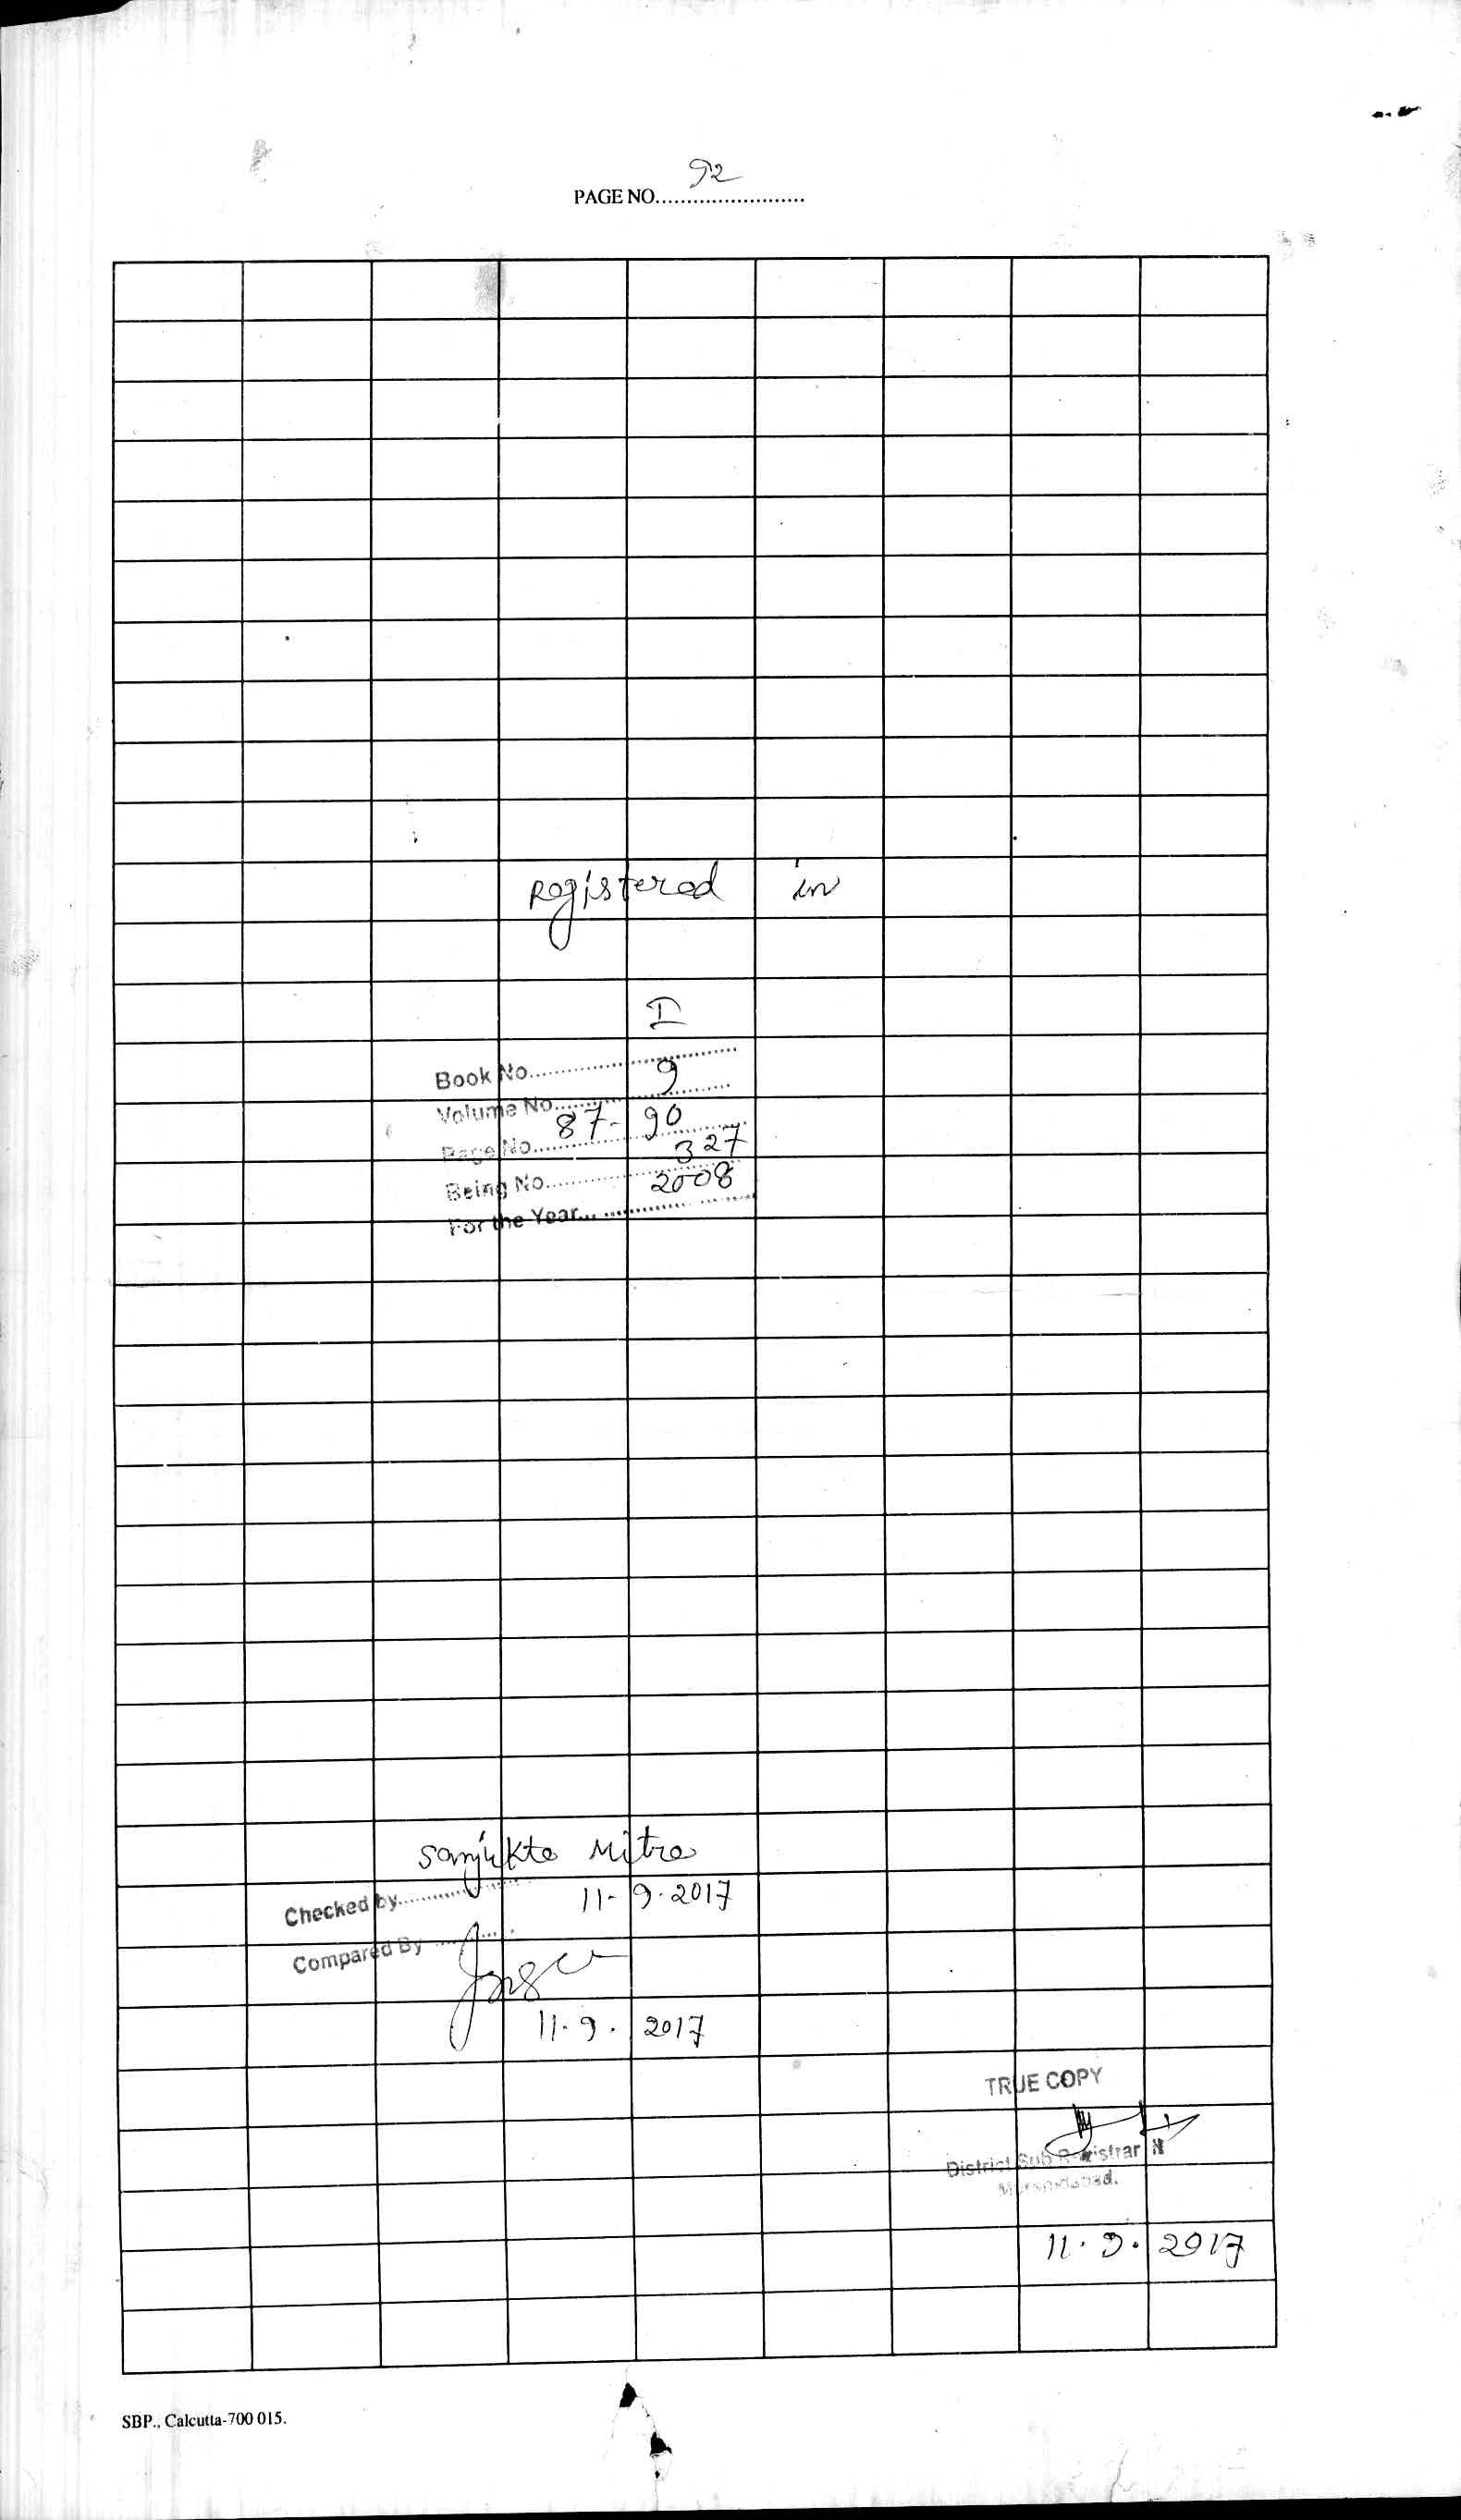 92
PAGE NO.........................
Registered in
I
Book No.......................................
9
Volume No..............................
87-90
Page No.......................................
327
Being No.......................................
2008
For the Year.......................................
Sanjukta Mitra
Checked by....................
11-9-2017
Compared By ..............
11.9.2017
TRUE COPY
District Sub Registrar II
Murshidabad.
11.9.2017
SBP., Calcutta-700 015.